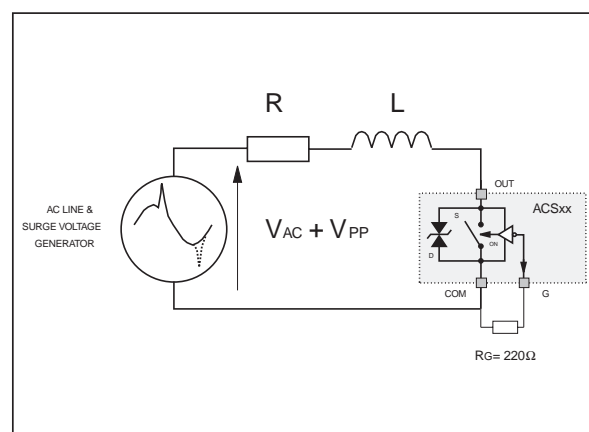 R
L
OUT
ACSxx
AC LINE &
SURGE VOLTAGE
GENERATOR
VAC + VPP
S
ON
D
COM
G
RG= 220Ω